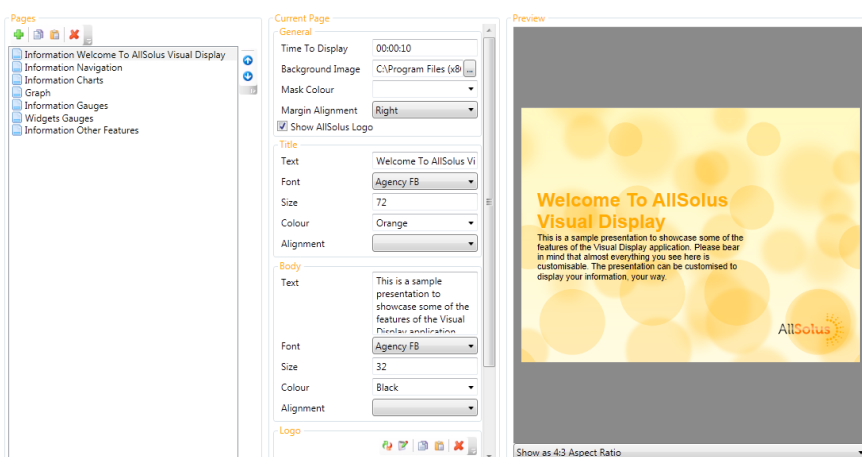 Pages
Information Welcome To AllSolus Visual Display
Information Navigation
Information Charts
Graph
Information Gauges
Widgets Gauges
Information Other Features
Current Page
General
Time To Display 00:00:10
Background Image C:\Program Files (x8 ...
Mask Colour
Margin Alignment Right
Show AllSolus Logo
Title
Text Welcome To AllSolus Vi
Font Agency FB
Size 72
Colour Orange
Alignment
Body
Text This is a sample
presentation to
showcase some of the
features of the Visual
Display application.
Font Agency FB
Size 32
Colour Black
Alignment
Logo
Preview
Welcome To AllSolus
Visual Display
This is a sample presentation to showcase some of the
features of the Visual Display application. Please bear
in mind that almost everything you see here is
customisable. The presentation can be customised to
display your information, your way.
AllSolus
Show as 4:3 Aspect Ratio